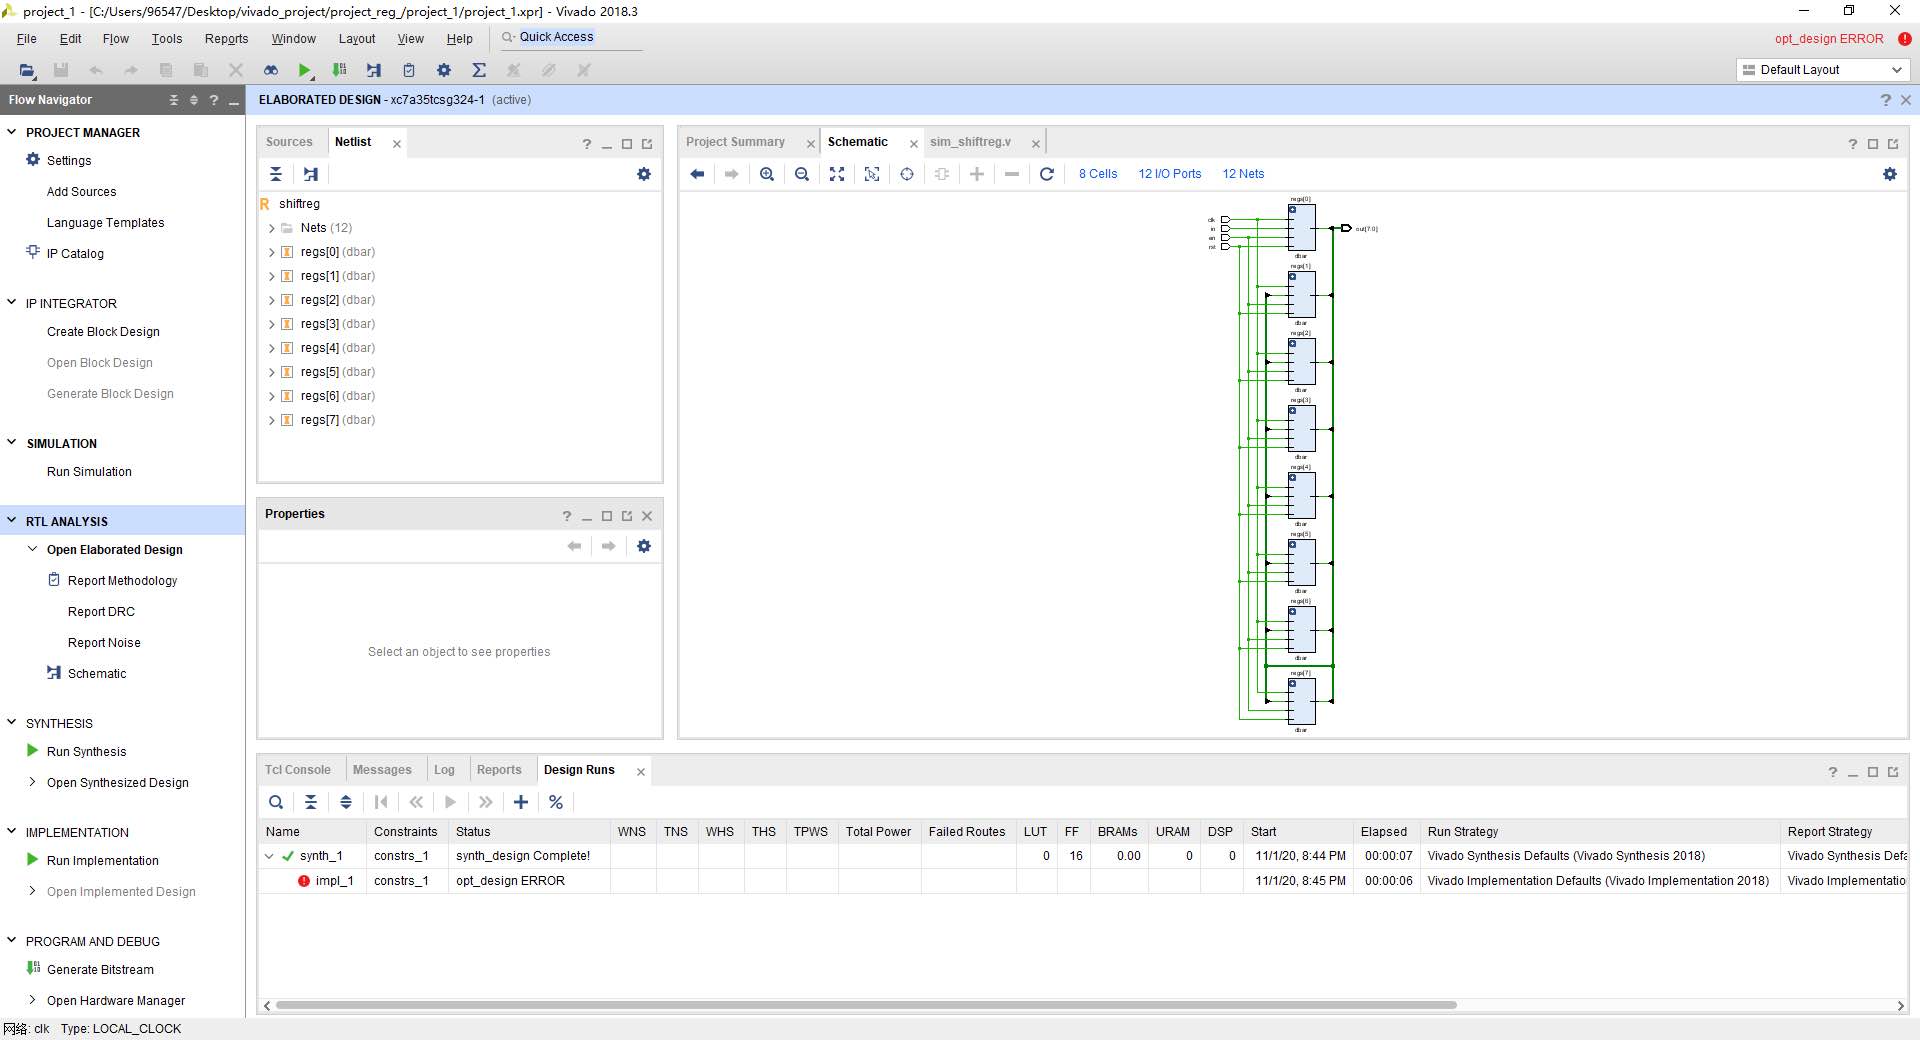 project_1 - [C:/Users/96547/Desktop/vivado_project/project_reg_/project_1/project_1.xpr] - Vivado 2018.3
File Edit Flow Tools Reports Window Layout View Help Quick Access
opt_design ERROR
Default Layout
Flow Navigator
ELABORATED DESIGN - xc7a35tcsg324-1 (active)
PROJECT MANAGER
Settings
Add Sources
Language Templates
IP Catalog
IP INTEGRATOR
Create Block Design
Open Block Design
Generate Block Design
SIMULATION
Run Simulation
RTL ANALYSIS
Open Elaborated Design
Report Methodology
Report DRC
Report Noise
Schematic
SYNTHESIS
Run Synthesis
Open Synthesized Design
IMPLEMENTATION
Run Implementation
Open Implemented Design
PROGRAM AND DEBUG
Generate Bitstream
Open Hardware Manager
Sources Netlist
shiftreg
Nets (12)
regs[0] (dbar)
regs[1] (dbar)
regs[2] (dbar)
regs[3] (dbar)
regs[4] (dbar)
regs[5] (dbar)
regs[6] (dbar)
regs[7] (dbar)
Properties
Select an object to see properties
Project Summary Schematic sim_shiftreg.v
8 Cells 12 I/O Ports 12 Nets
regs[0]
clk
in
en
rst
out[7:0]
dbar
regs[1]
dbar
regs[2]
dbar
regs[3]
dbar
regs[4]
dbar
regs[5]
dbar
regs[6]
dbar
regs[7]
dbar
Tcl Console Messages Log Reports Design Runs
Name Constraints Status WNS TNS WHS THS TPWS Total Power Failed Routes LUT FF BRAMs URAM DSP Start Elapsed Run Strategy Report Strategy
synth_1 constrs_1 synth_design Complete! 0 16 0.00 0 0 11/1/20, 8:44 PM 00:00:07 Vivado Synthesis Defaults (Vivado Synthesis 2018) Vivado Synthesis Defa
impl_1 constrs_1 opt_design ERROR 11/1/20, 8:45 PM 00:00:06 Vivado Implementation Defaults (Vivado Implementation 2018) Vivado Implementatio
网络: clk Type: LOCAL_CLOCK